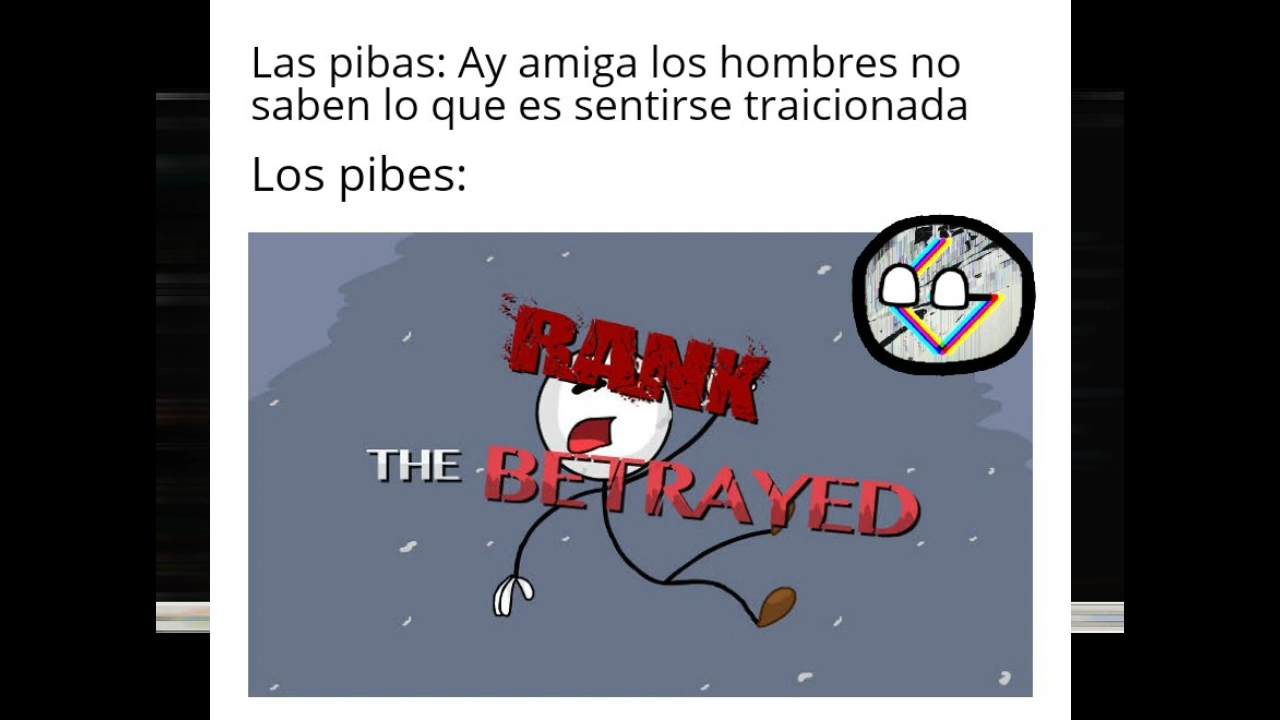 Las pibas: Ay amiga los hombres no
saben lo que es sentirse traicionada
Los pibes:
RANK
THE BETRAYED